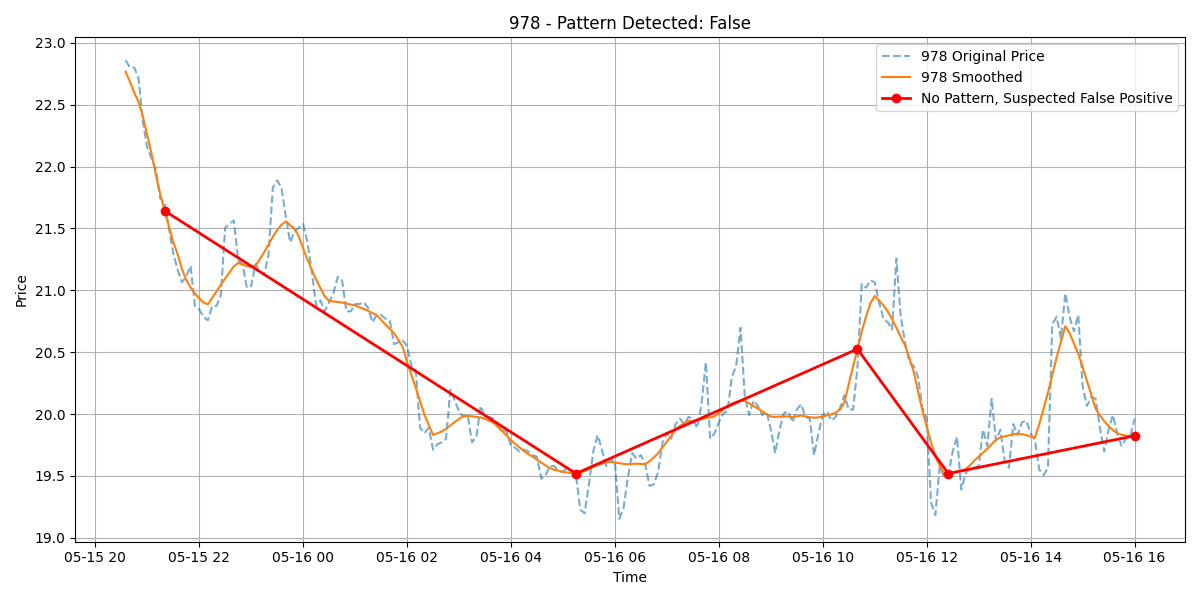 978 - Pattern Detected: False
978 Original Price
978 Smoothed
No Pattern, Suspected False Positive
Price
23.0
22.5
22.0
21.5
21.0
20.5
20.0
19.5
19.0
05-15 20 05-15 22 05-16 00 05-16 02 05-16 04 05-16 06 05-16 08 05-16 10 05-16 12 05-16 14 05-16 16
Time